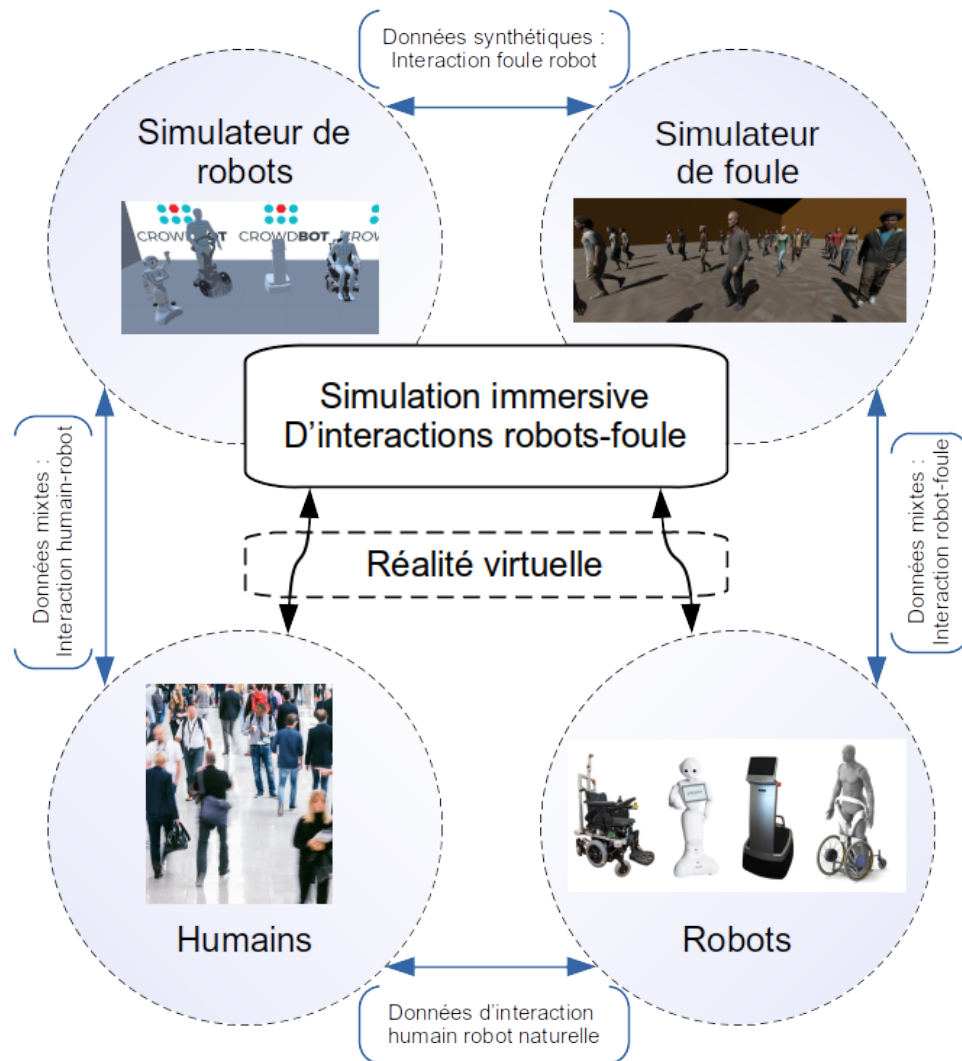 Données synthétiques :
Interaction foule robot
Simulateur de
robots
Simulateur
de foule
CROWDBOT CROWDBOT CROW
Simulation immersive
D'interactions robots-foule
Données mixtes :
Interaction humain-robot
Données mixtes :
Interaction robot-foule
Réalité virtuelle
Humains
Robots
Données d'interaction
humain robot naturelle